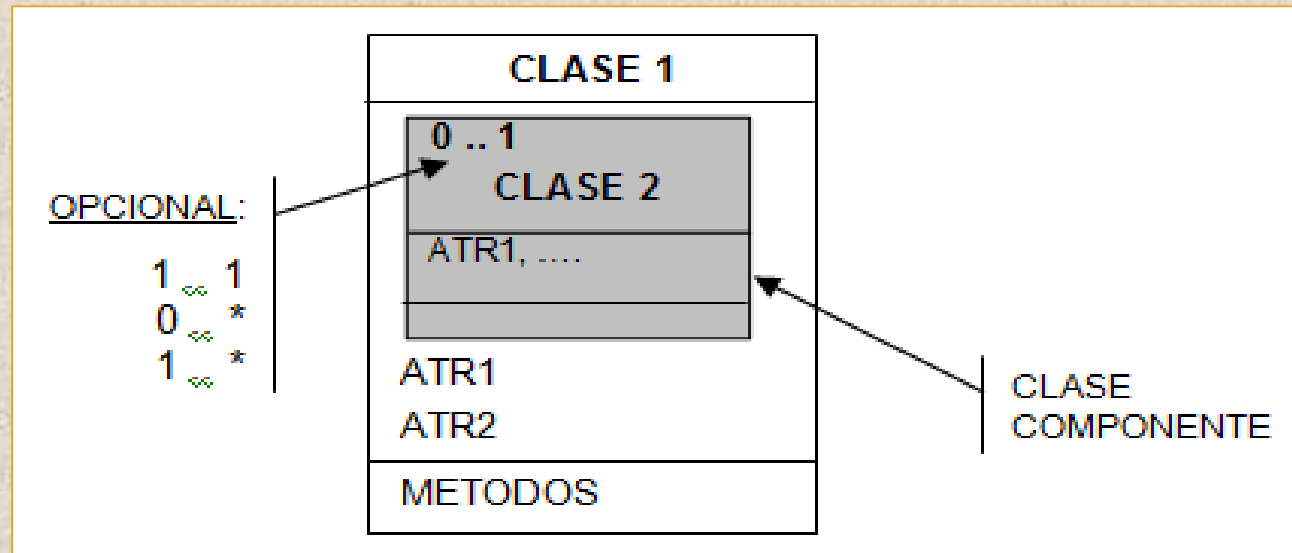 CLASE 1
0 .. 1
CLASE 2
OPCIONAL:
ATR1, ....
1 .. 1
0 .. *
1 .. *
ATR1
ATR2
CLASE
COMPONENTE
METODOS